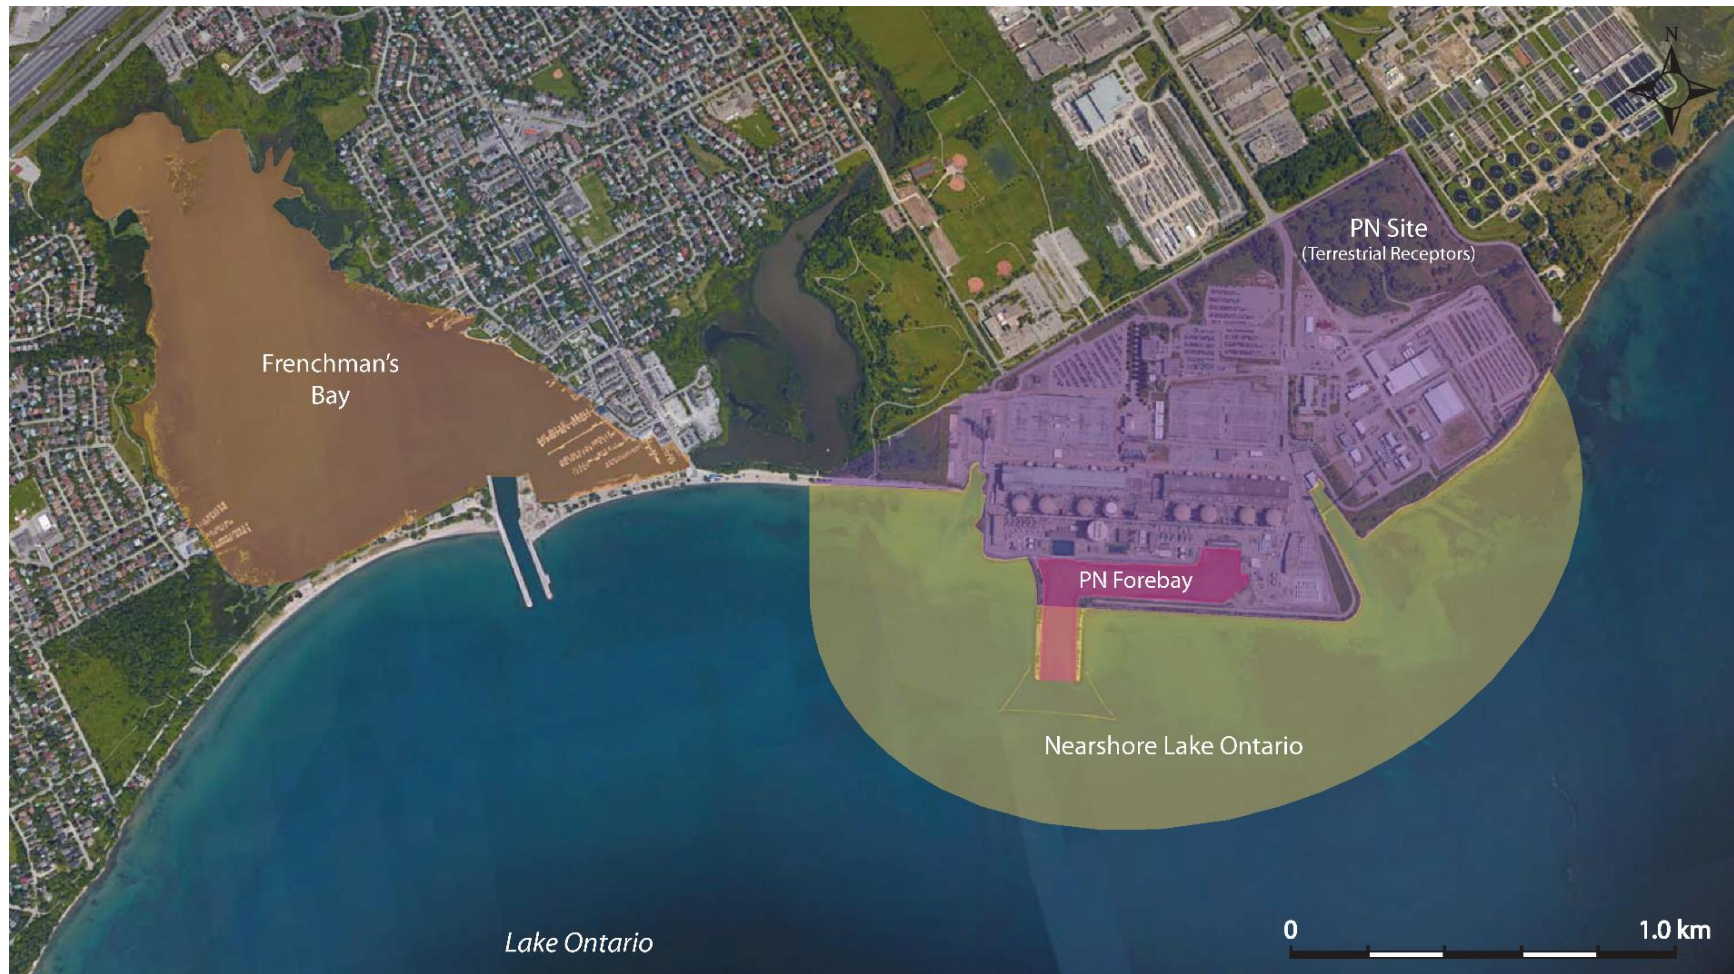 N
PN Site
(Terrestrial Receptors)
Frenchman's
Bay
PN Forebay
Nearshore Lake Ontario
Lake Ontario
0 1.0 km